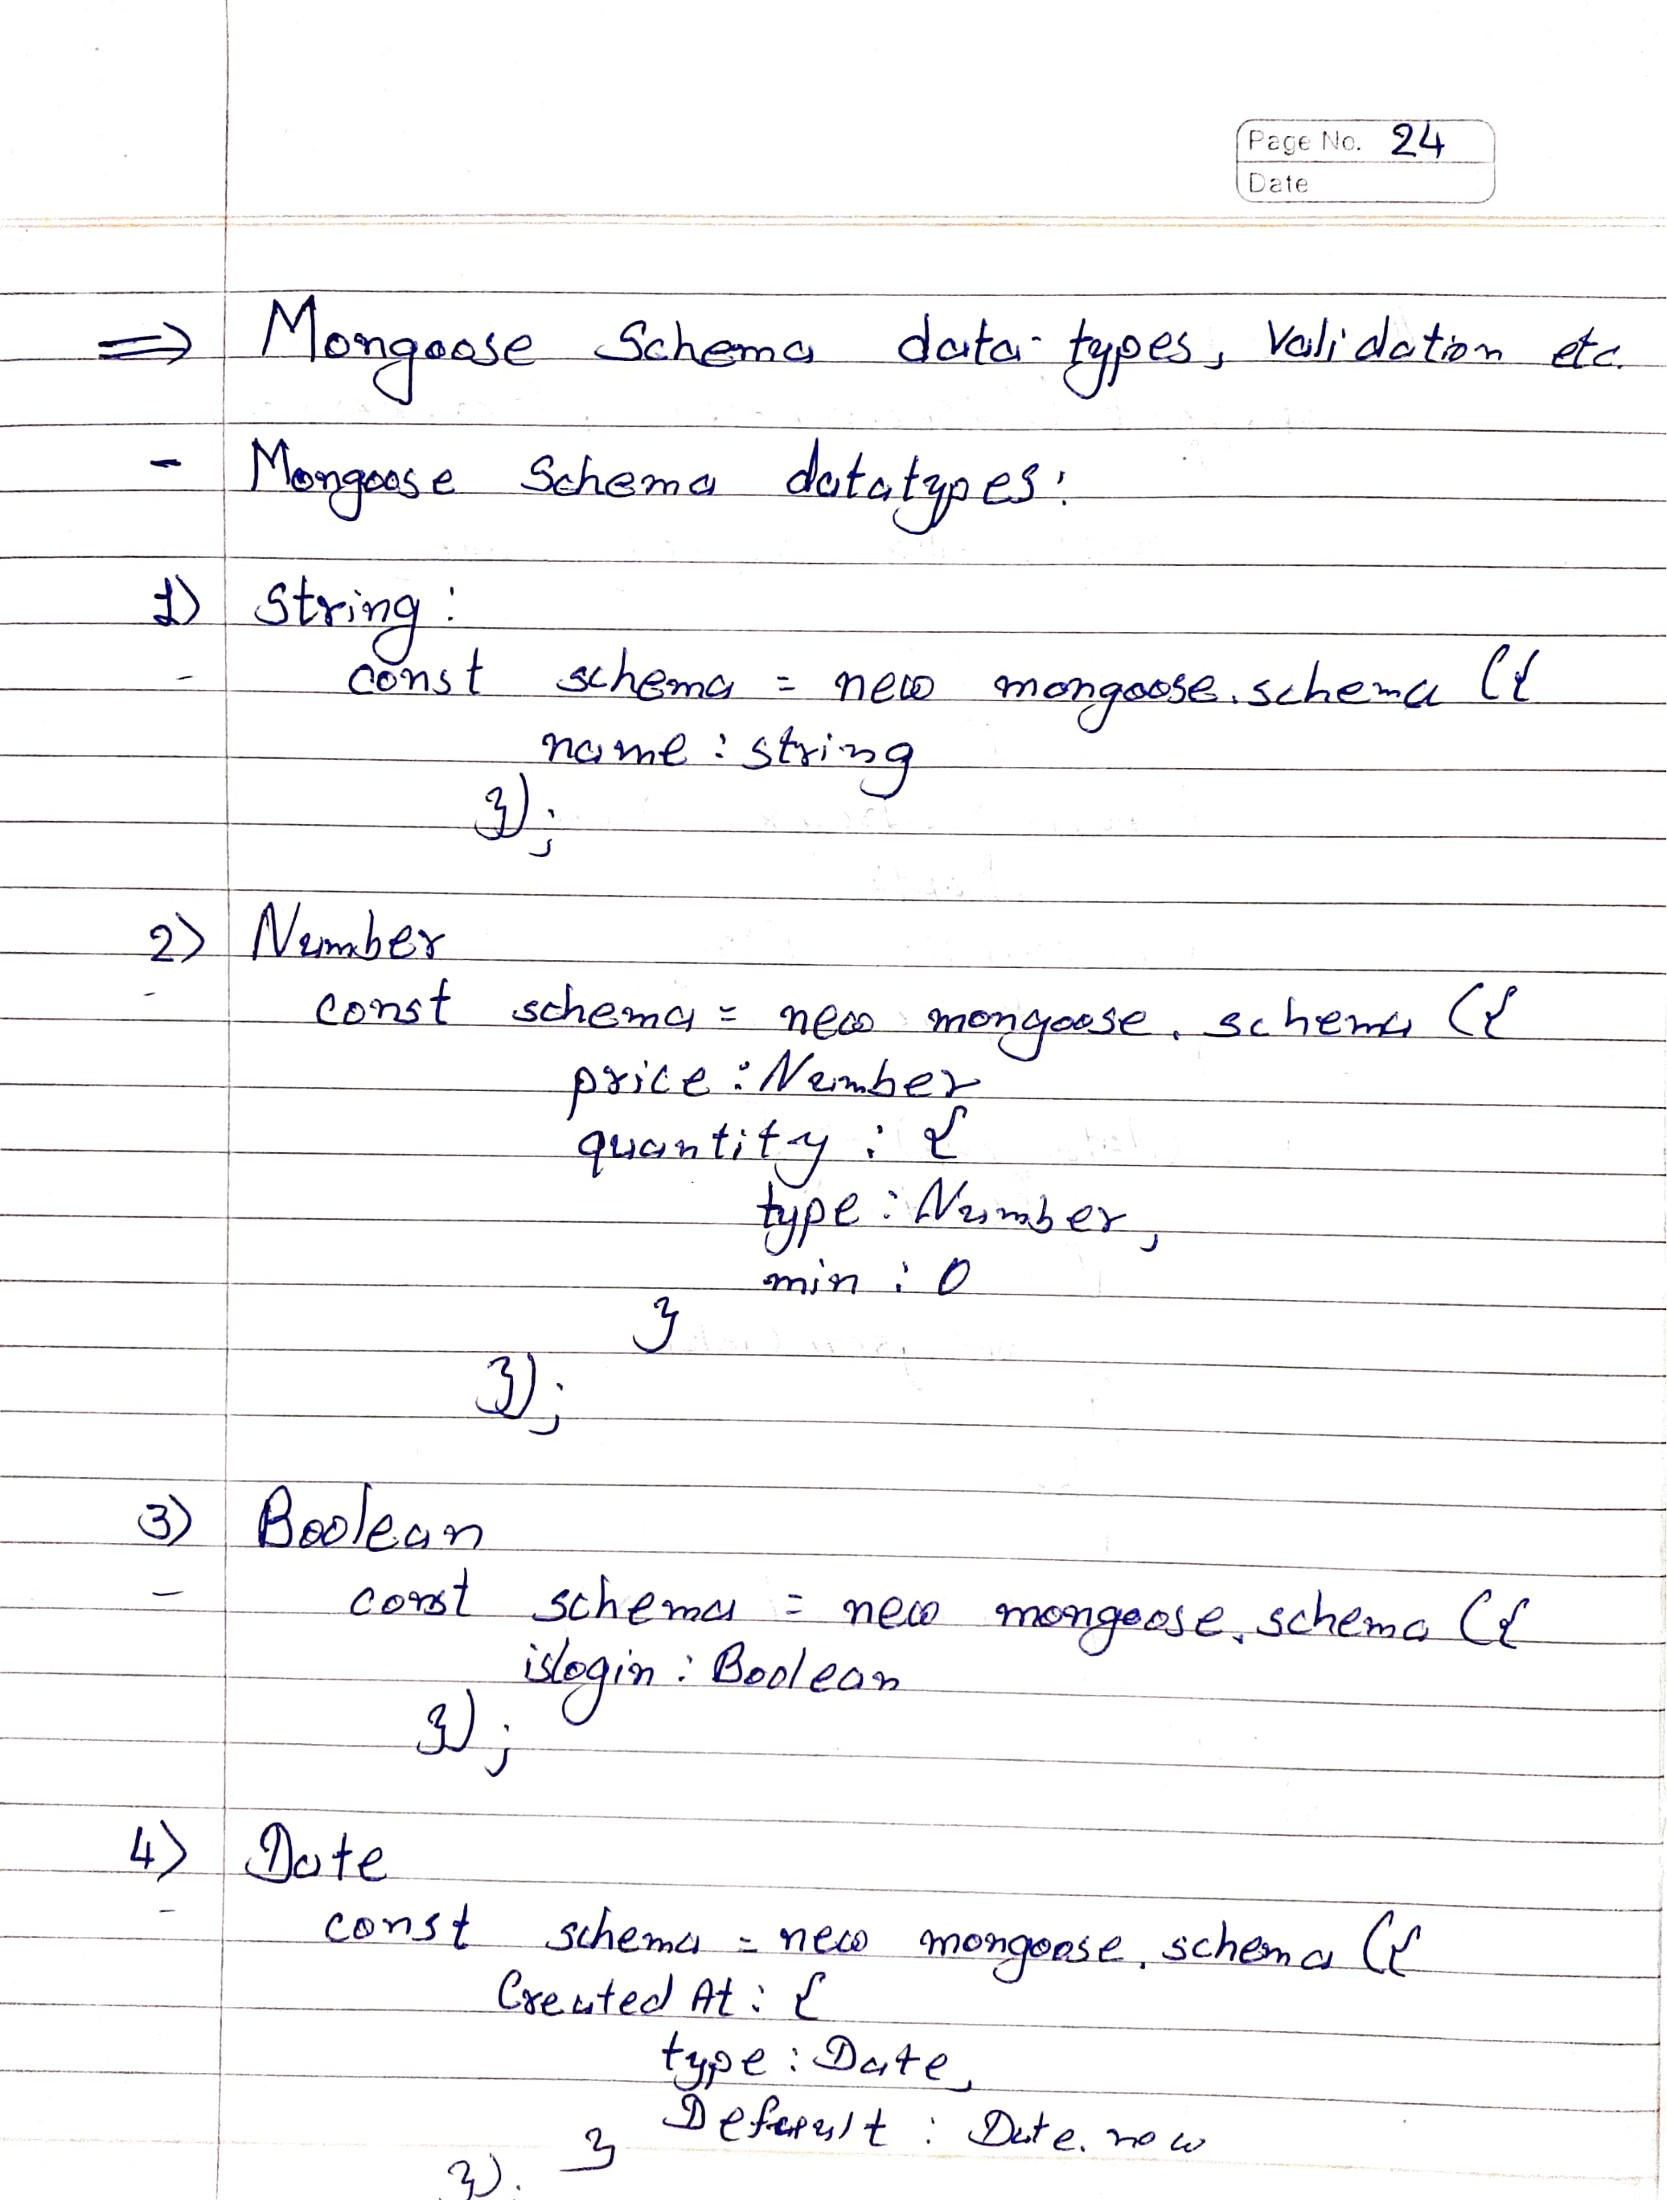 Page No. 24
Date
⇒ Mongoose Schema data-types, Validation etc.
- Mongoose Schema datatypes:
1) String:
- const schema = new mongoose.schema ({
name : string
});
2) Number
- const schema = new mongoose.schema ({
price : Number
quantity : {
type : Number,
min : 0
}
});
3) Boolean
- const schema = new mongoose.schema ({
islogin : Boolean
});
4) Date
- const schema = new mongoose.schema ({
Created At : {
type : Date,
Default : Date.now
}
});